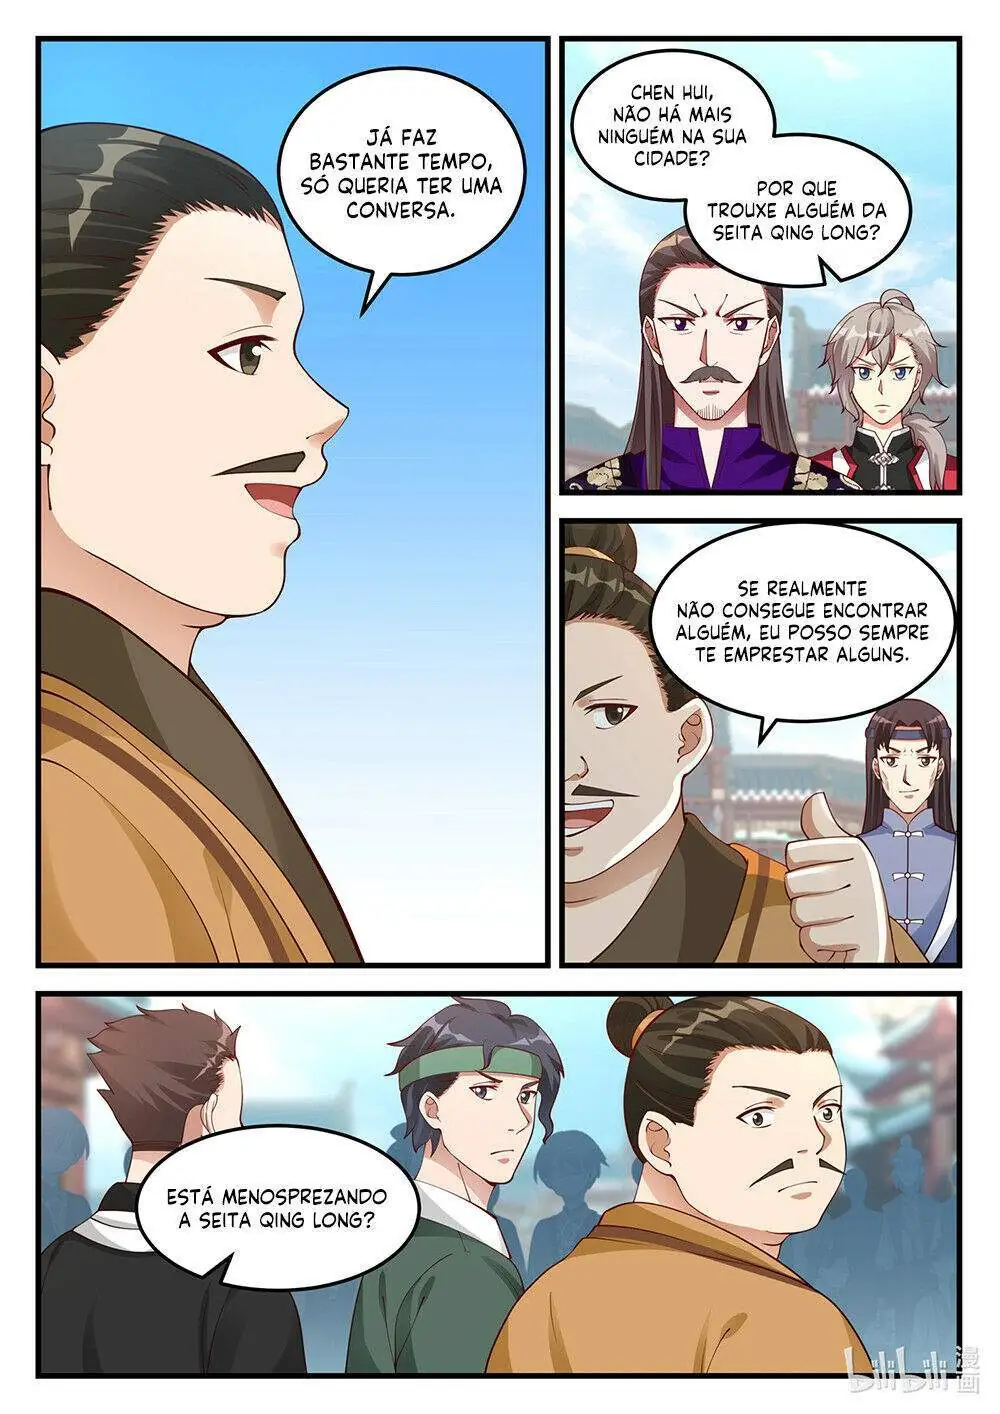 JÁ FAZ
BASTANTE TEMPO,
SÓ QUERIA TER UMA
CONVERSA.
CHEN HUI,
NÃO HÁ MAIS
NINGUÉM NA SUA
CIDADE?
POR QUE
TROUXE ALGUÉM DA
SEITA QING LONG?
SE REALMENTE
NÃO CONSEGUE ENCONTRAR
ALGUÉM, EU POSSO SEMPRE
TE EMPRESTAR ALGUNS.
ESTÁ MENOSPREZANDO
A SEITA QING LONG?
bilibili 漫画